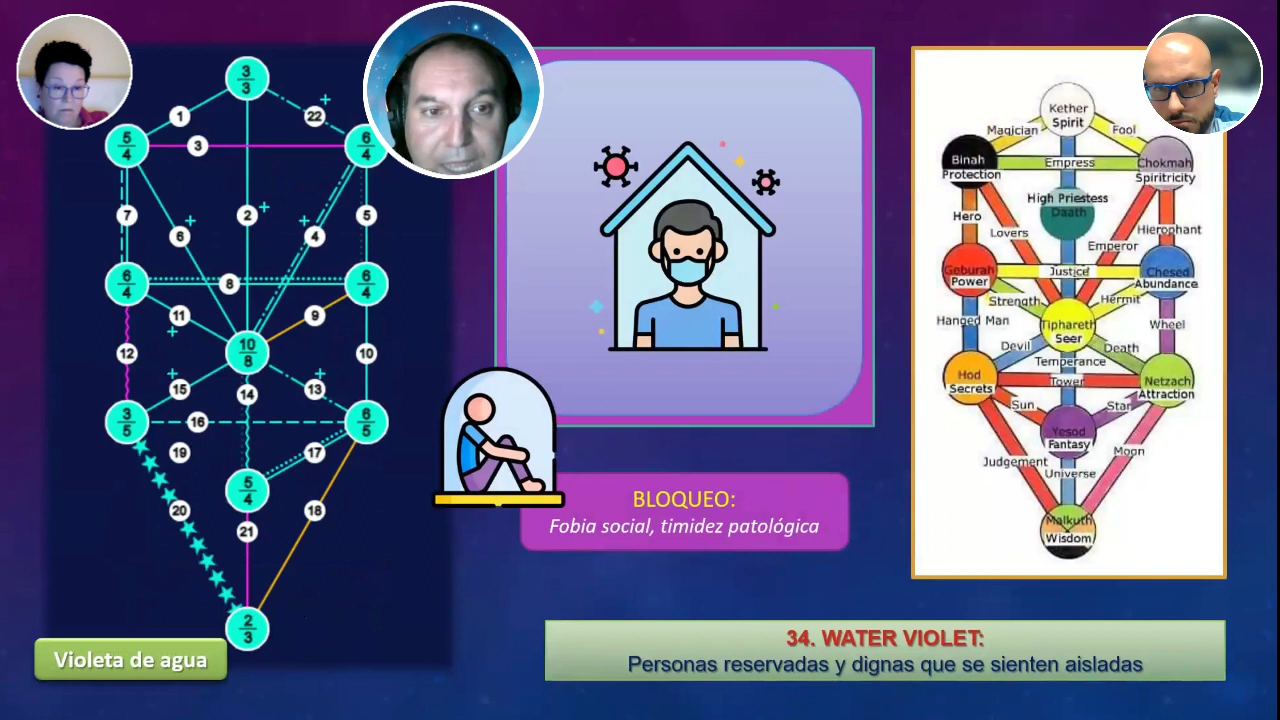 3
3
1
22
+
5
4
3
6
4
7
6
+
2
+
+
4
5
6
4
8
6
4
11
+
9
12
10
8
10
+
15
14
+
13
3
5
16
6
5
19
17
5
4
20
21
18
2
3
Violeta de agua
BLOQUEO:
Fobia social, timidez patológica
34. WATER VIOLET:
Personas reservadas y dignas que se sienten aisladas
Kether
Spirit
Magician
Fool
Binah
Protection
Empress
Chokmah
Spiritricity
High Priestess
Daath
Hero
Lovers
Emperor
Hierophant
Geburah
Power
Justice
Chesed
Abundance
Strength
Hermit
Hanged Man
Tiphareth
Seer
Wheel
Devil
Death
Temperance
Hod
Secrets
Tower
Netzach
Attraction
Sun
Star
Yesod
Fantasy
Judgement
Moon
Universe
Malkuth
Wisdom